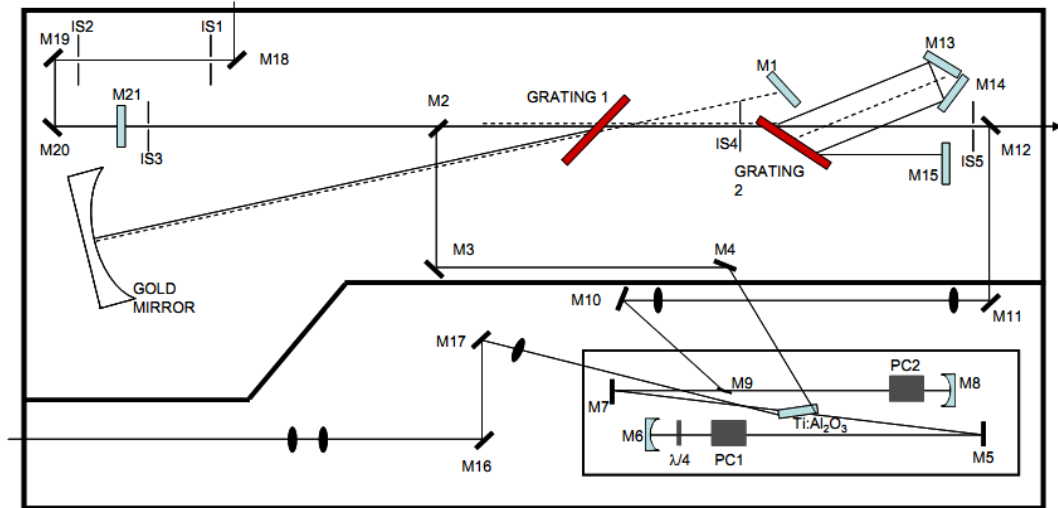 IS2
IS1
M19
M18
M21
M2
GRATING 1
M1
M13
M14
M20
IS3
IS4
GRATING
2
M15
IS5
M12
M3
M4
GOLD
MIRROR
M10
M11
M17
PC2
M9
M8
M7
Ti:Al₂O₃
M6
λ/4
PC1
M5
M16